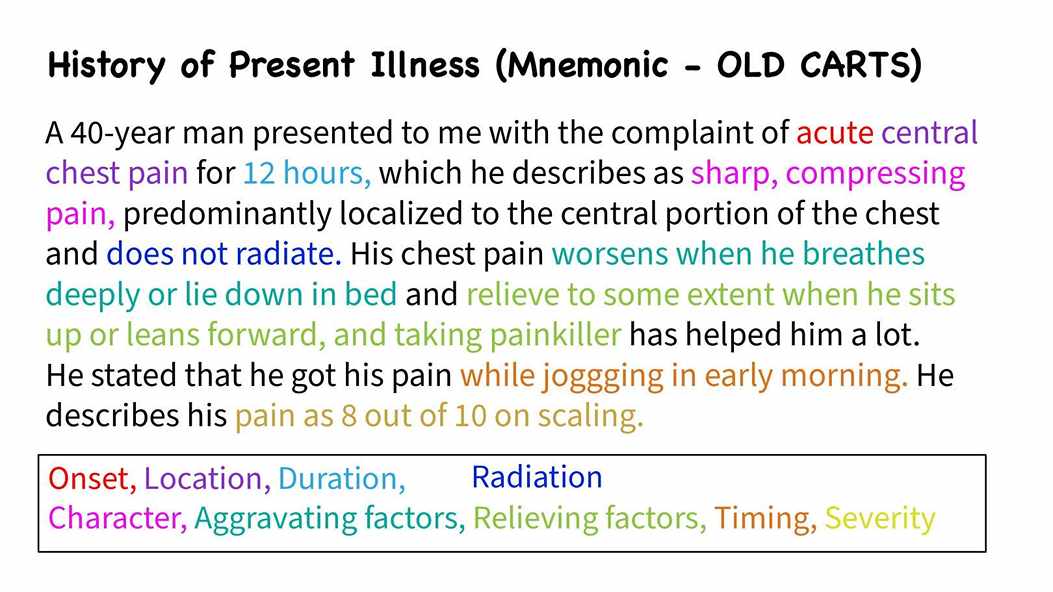 History of Present Illness (Mnemonic - OLD CARTS)
A 40-year man presented to me with the complaint of acute central
chest pain for 12 hours, which he describes as sharp, compressing
pain, predominantly localized to the central portion of the chest
and does not radiate. His chest pain worsens when he breathes
deeply or lie down in bed and relieve to some extent when he sits
up or leans forward, and taking painkiller has helped him a lot.
He stated that he got his pain while joggging in early morning. He
describes his pain as 8 out of 10 on scaling.
Onset, Location, Duration, Radiation
Character, Aggravating factors, Relieving factors, Timing, Severity